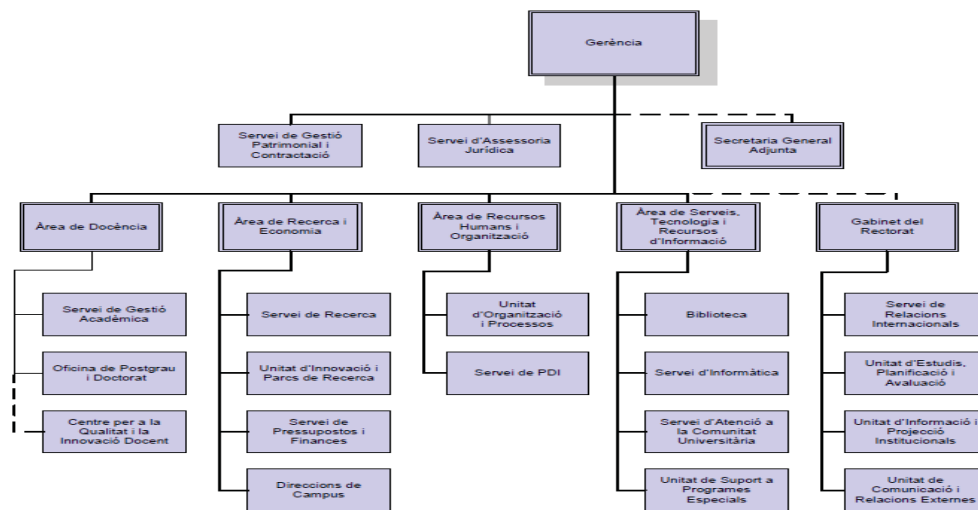 Gerència
Servei de Gestió
Patrimonial i
Contractació
Servei d'Assessoria
Jurídica
Secretaria General
Adjunta
Àrea de Docència
Àrea de Recerca i
Economia
Àrea de Recursos
Humans i
Organització
Àrea de Serveis,
Tecnologia i
Recursos
d'Informació
Gabinet del
Rectorat
Servei de Gestió
Acadèmica
Oficina de Postgrau
i Doctorat
Centre per a la
Qualitat i la
Innovació Docent
Servei de Recerca
Unitat d'Innovació i
Parcs de Recerca
Servei de
Pressupostos i
Finances
Direccions de
Campus
Unitat
d'Organització
i Processos
Servei de PDI
Biblioteca
Servei d'Informàtica
Servei d'Atenció a
la Comunitat
Universitària
Unitat de Suport a
Programes
Especials
Servei de
Relacions
Internacionals
Unitat d'Estudis,
Planificació i
Avaluació
Unitat d'Informació i
Projecció
Institucionals
Unitat de
Comunicació i
Relacions Externes